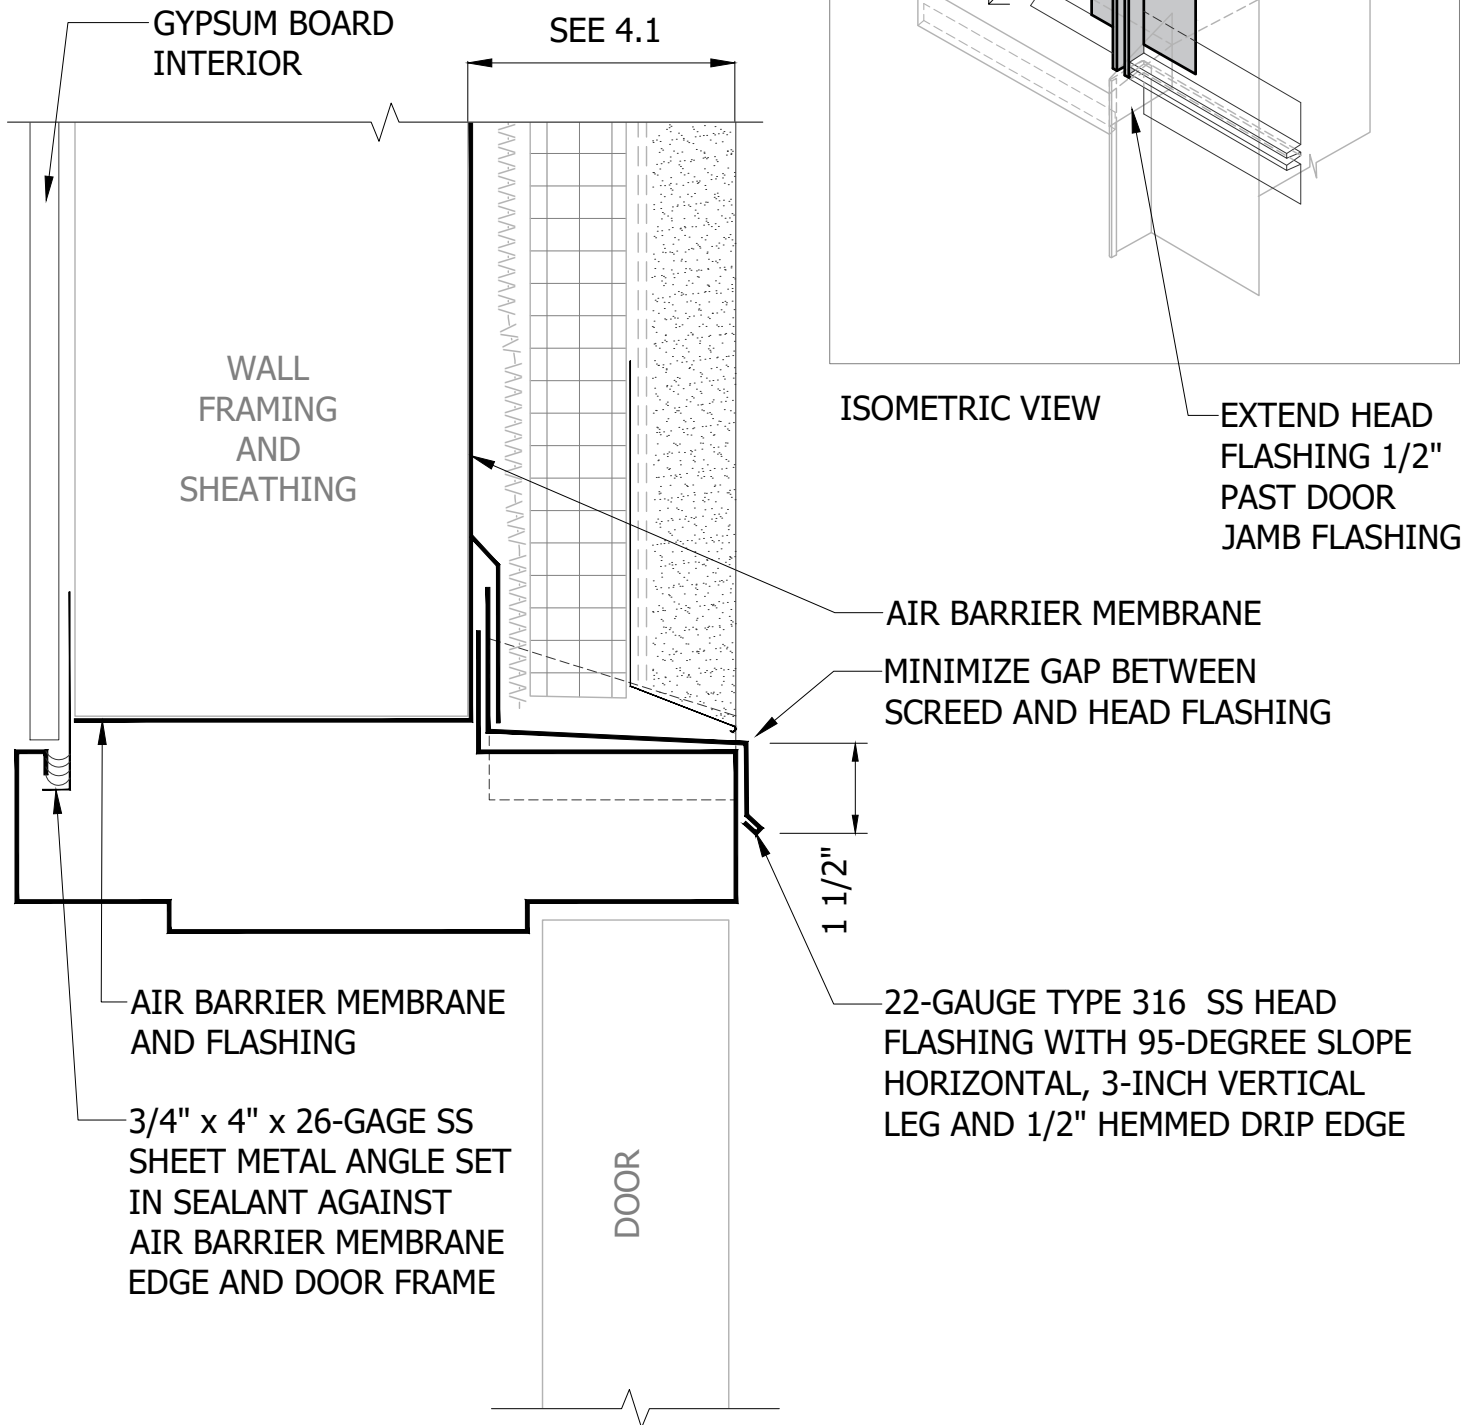 GYPSUM BOARD
INTERIOR
SEE 4.1
WALL
FRAMING
AND
SHEATHING
ISOMETRIC VIEW
EXTEND HEAD
FLASHING 1/2"
PAST DOOR
JAMB FLASHING
AIR BARRIER MEMBRANE
MINIMIZE GAP BETWEEN
SCREED AND HEAD FLASHING
1 1/2"
AIR BARRIER MEMBRANE
AND FLASHING
22-GAUGE TYPE 316 SS HEAD
FLASHING WITH 95-DEGREE SLOPE
HORIZONTAL, 3-INCH VERTICAL
LEG AND 1/2" HEMMED DRIP EDGE
3/4" x 4" x 26-GAGE SS
SHEET METAL ANGLE SET
IN SEALANT AGAINST
AIR BARRIER MEMBRANE
EDGE AND DOOR FRAME
DOOR